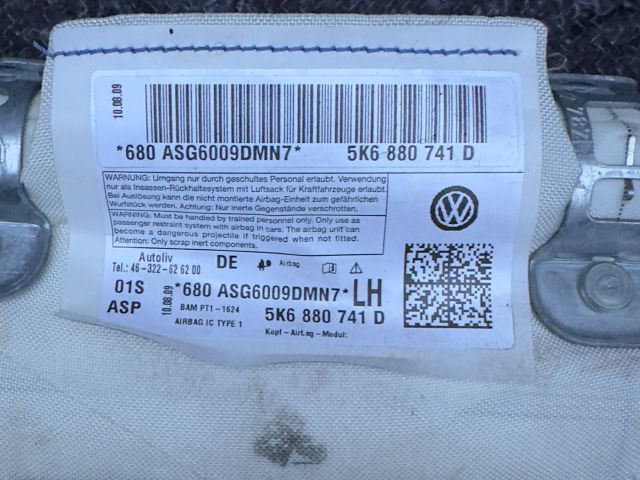 10.08.09
*680 ASG6009DMN7* 5K6 880 741 D
WARNUNG: Umgang nur durch geschultes Personal erlaubt. Verwendung
nur als Insassen-Rückhaltesystem mit Luftsack für Kraftfahrzeuge erlaubt.
Bei Auslösung kann die nicht montierte Airbag-Einheit zum gefährlichen
Wurfstück werden. Achtung: Nur inerte Gegenstände verschrotten.
WARNING: Must be handled by trained personnel only. Only use as
passenger restraint system with airbag in cars. The airbag unit can
become a dangerous projectile if triggered when not mounted.
Attention: Only scrap inert components.
Autoliv
Tel.: 46-322-62 62 00
DE
Airbag
10.08.09
01S *680 ASG6009DMN7* LH
ASP BAM PT1-1624 5K6 880 741 D
AIRBAG IC TYPE 1 Kopf-Airbag-Modul: